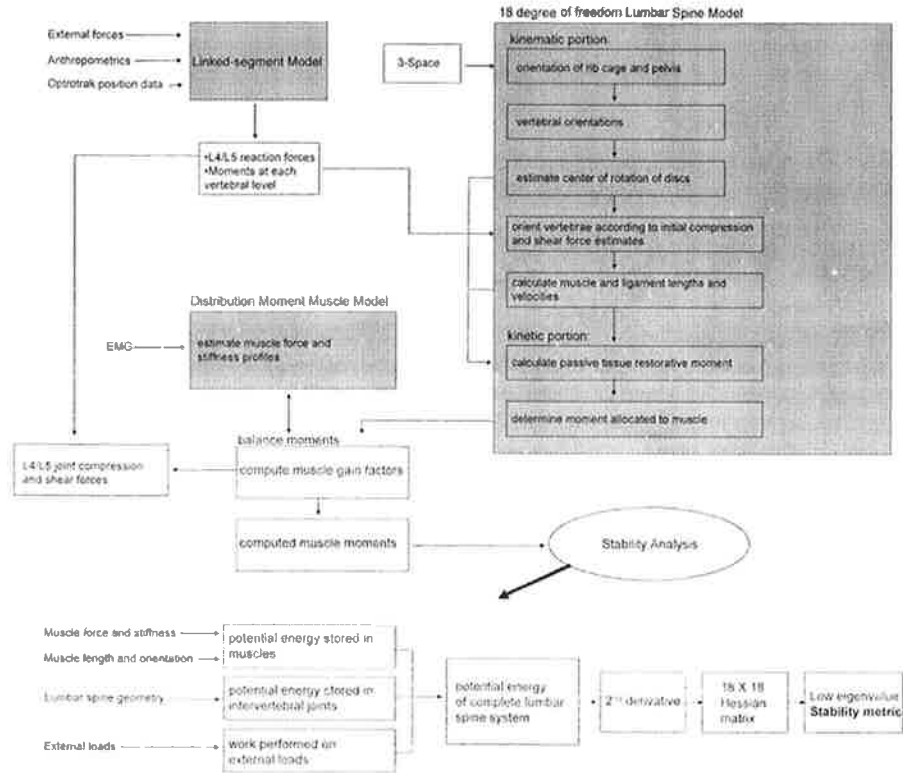 18 degree of freedom Lumbar Spine Model
External forces
Anthropometrics
Optrotrak position data
Linked-segment Model
3-Space
kinematic portion:
orientation of rib cage and pelvis
vertebral orientations
estimate center of rotation of discs
orient vertebrae according to initial compression
and shear force estimates
calculate muscle and ligament lengths and
velocities
kinetic portion:
calculate passive tissue restorative moment
determine moment allocated to muscle
•L4/L5 reaction forces
•Moments at each
vertebral level
Distribution Moment Muscle Model
EMG
estimate muscle force and
stiffness profiles
balance moments
compute muscle gain factors
L4/L5 joint compression
and shear forces
computed muscle moments
Stability Analysis
Muscle force and stiffness
Muscle length and orientation
potential energy stored in
muscles
Lumbar spine geometry
potential energy stored in
intervertebral joints
External loads
work performed on
external loads
potential energy
of complete lumbar
spine system
2nd derivative
18 X 18
Hessian
matrix
Low eigenvalue
Stability metric